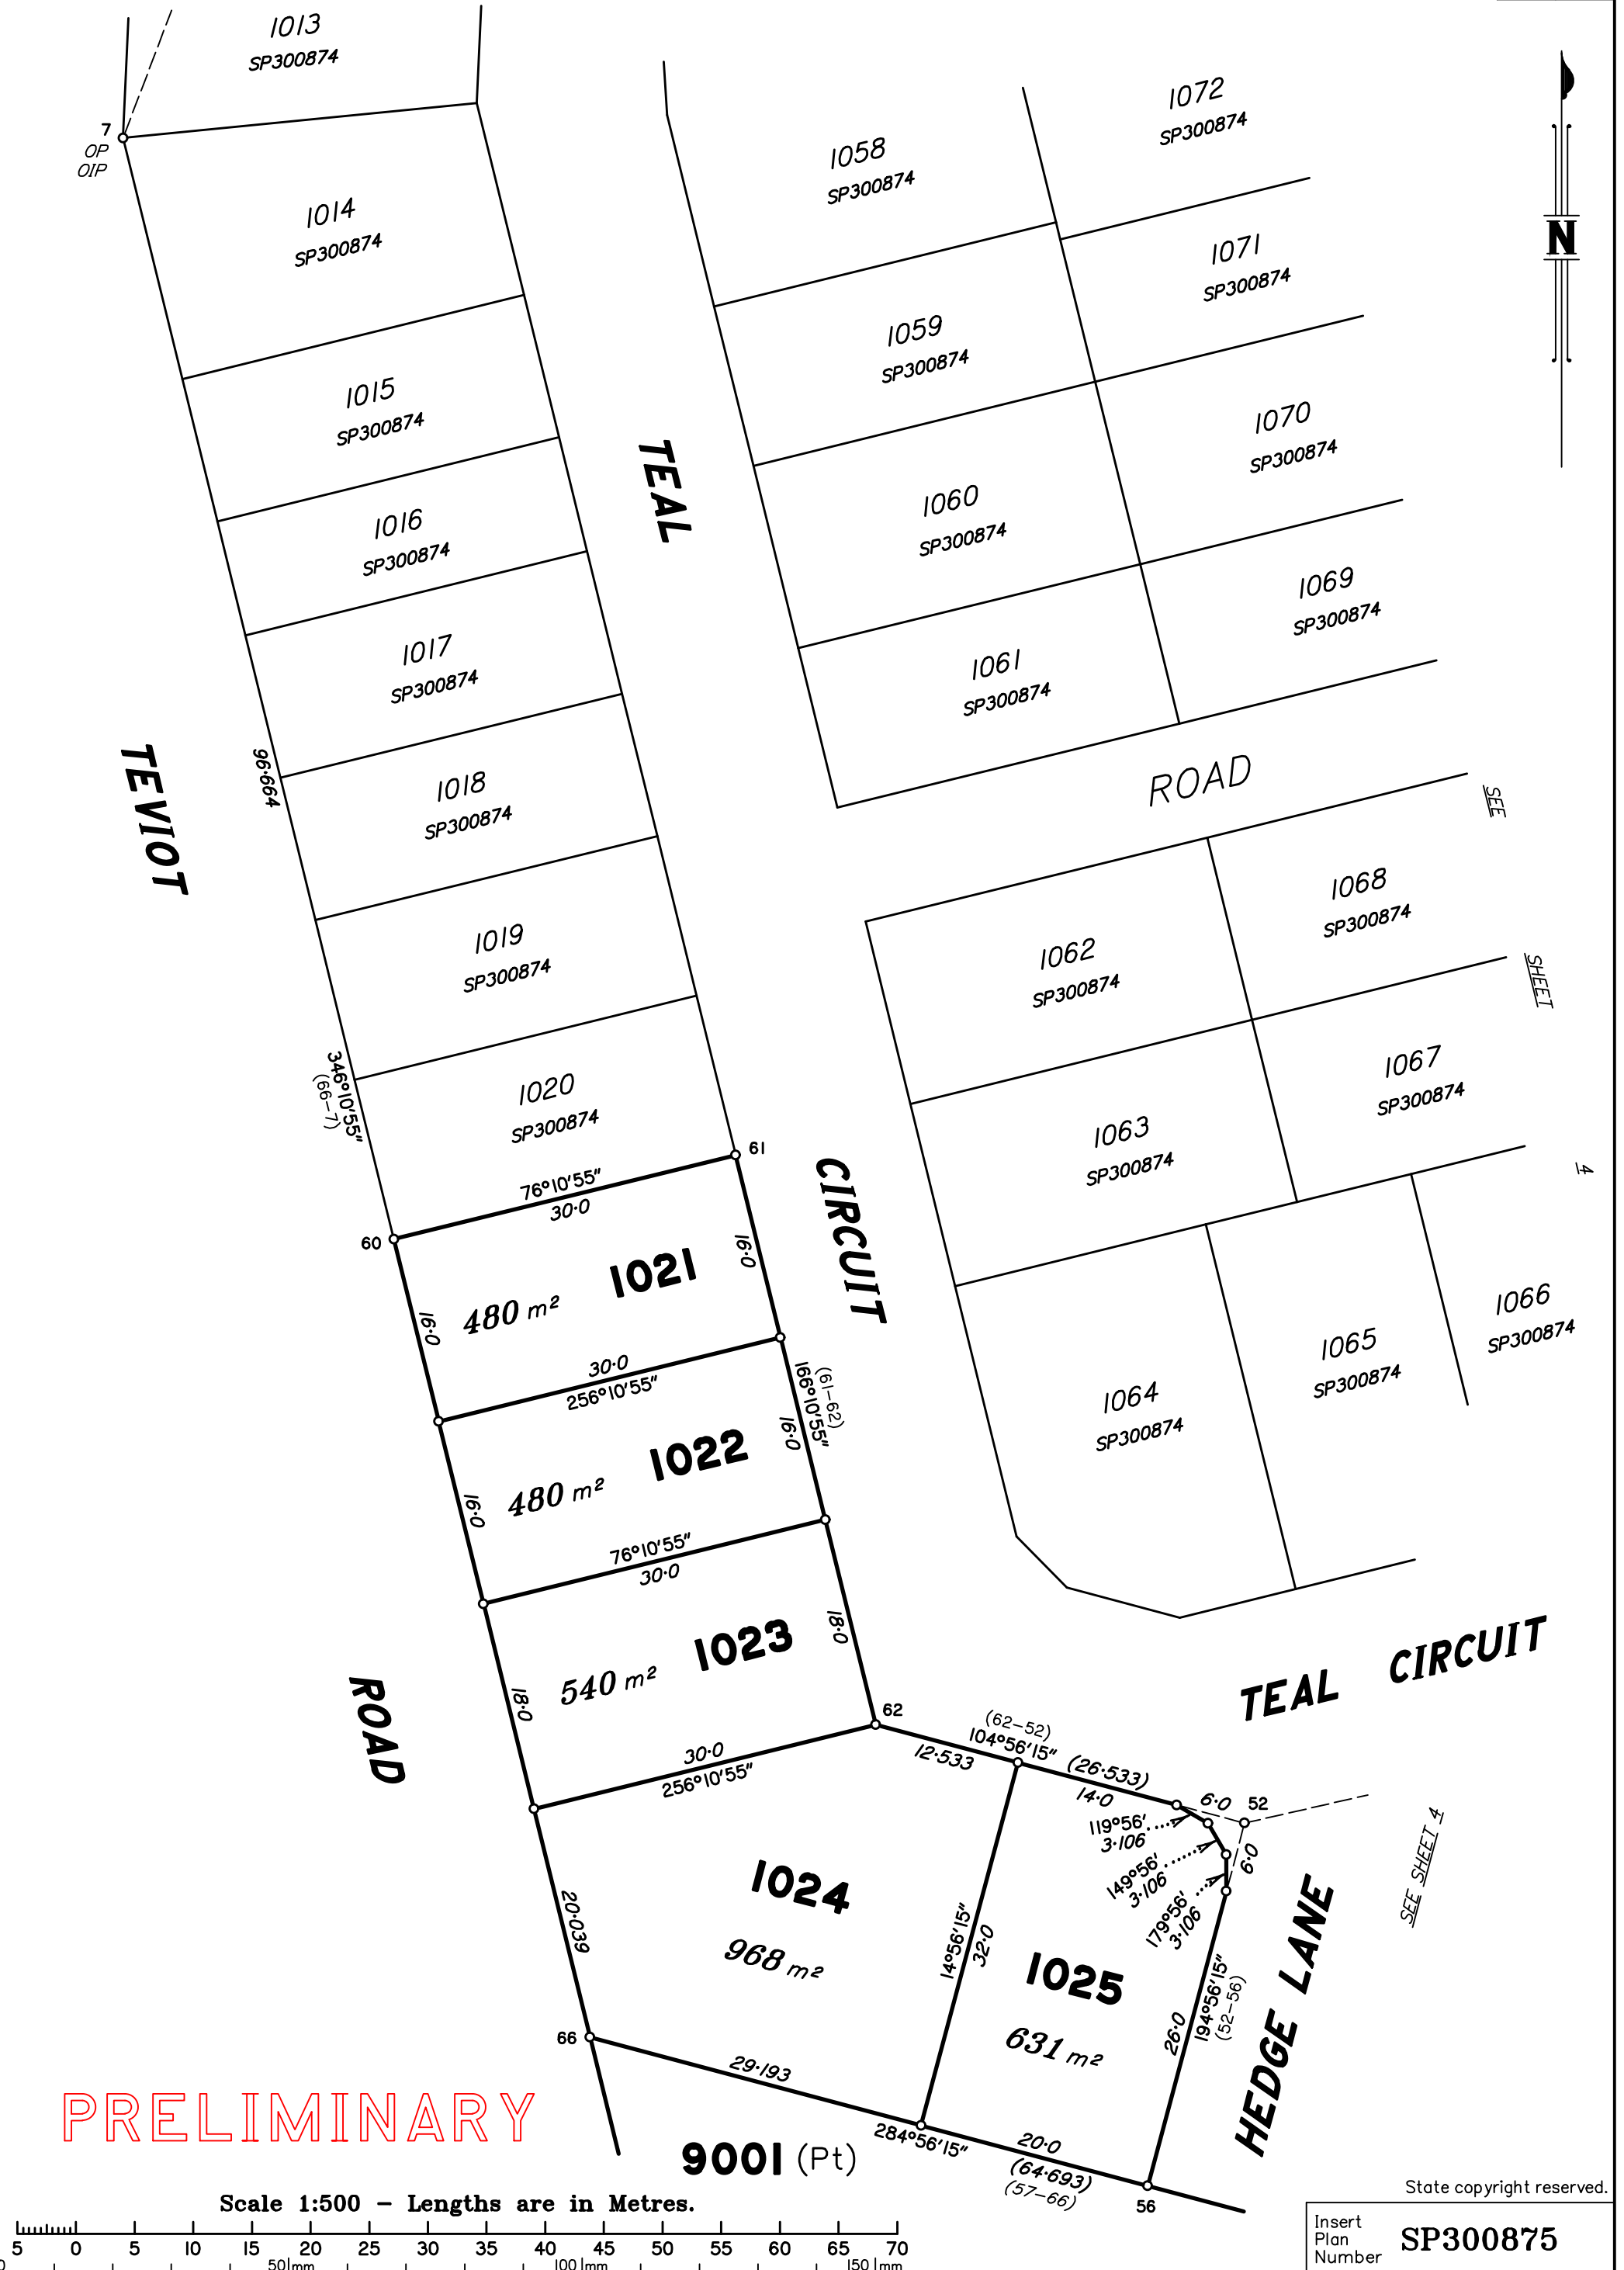 1013
SP300874
7
OP
OIP
1014
SP300874
1015
SP300874
1016
SP300874
1017
SP300874
1018
SP300874
1019
SP300874
1020
SP300874
1058
SP300874
1072
SP300874
1059
SP300874
1071
SP300874
1060
SP300874
1070
SP300874
1061
SP300874
1069
SP300874
N
TEAL
CIRCUIT
TEVIOT
ROAD
96·664
346°10'55"
(66-7)
ROAD
SEE
SHEET
4
1062
SP300874
1068
SP300874
1063
SP300874
1067
SP300874
1064
SP300874
1065
SP300874
1066
SP300874
61
76°10'55"
30·0
60
16·0
16·0
1021
480 m²
30·0
256°10'55"
(61-62)
166°10'55"
16·0
16·0
1022
480 m²
76°10'55"
30·0
18·0
18·0
1023
540 m²
62
30·0
256°10'55"
TEAL CIRCUIT
(62-52)
104°56'15"
12·533
(26·533)
14·0
6·0
52
119°56'
3·106
149°56'
3·106
179°56'
3·106
6·0
1024
968 m²
20·039
14°56'15"
32·0
1025
631 m²
26·0
194°56'15"
(52-56)
HEDGE LANE
SEE SHEET 4
66
29·193
284°56'15"
20·0
(64·693)
(57-66)
56
9001 (Pt)
PRELIMINARY
Scale 1:500 - Lengths are in Metres.
5 0 5 10 15 20 25 30 35 40 45 50 55 60 65 70
50mm 100mm 150mm
State copyright reserved.
Insert
Plan
Number
SP300875